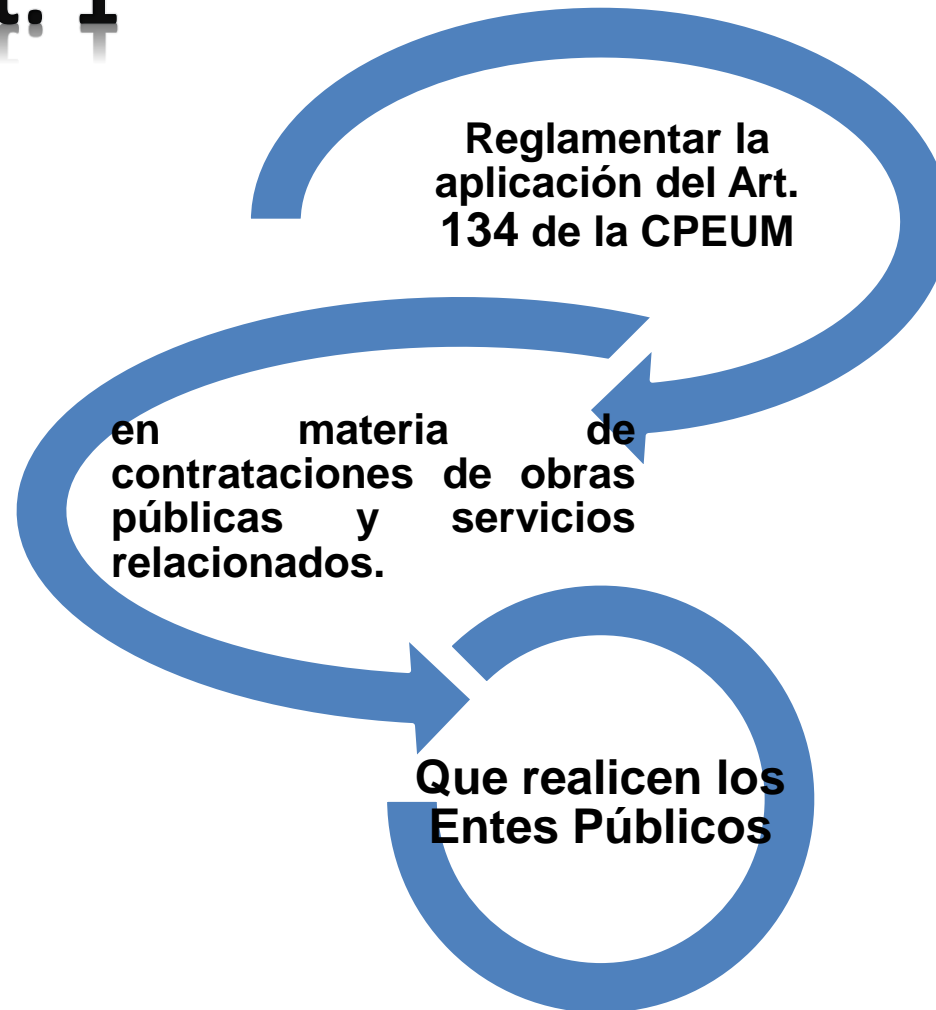 t. 1
Reglamentar la
aplicación del Art.
134 de la CPEUM
en materia de
contrataciones de obras
públicas y servicios
relacionados.
Que realicen los
Entes Públicos